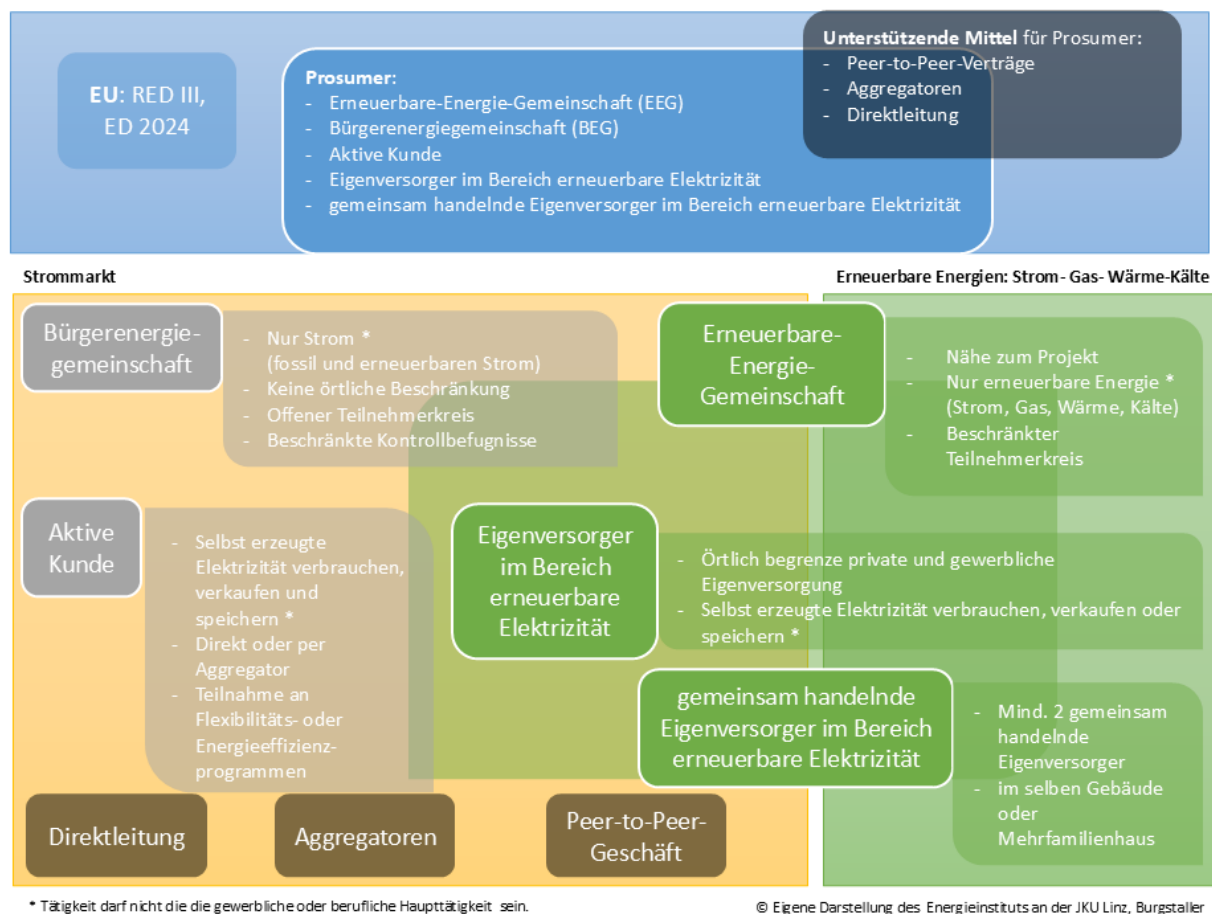 EU: RED III,
ED 2024
Prosumer:
- Erneuerbare-Energie-Gemeinschaft (EEG)
- Bürgerenergiegemeinschaft (BEG)
- Aktive Kunde
- Eigenversorger im Bereich erneuerbare Elektrizität
- gemeinsam handelnde Eigenversorger im Bereich erneuerbare Elektrizität
Unterstützende Mittel für Prosumer:
- Peer-to-Peer-Verträge
- Aggregatoren
- Direktleitung
Strommarkt
Erneuerbare Energien: Strom- Gas- Wärme-Kälte
Bürgerenergie-
gemeinschaft
- Nur Strom *
(fossil und erneuerbaren Strom)
- Keine örtliche Beschränkung
- Offener Teilnehmerkreis
- Beschränkte Kontrollbefugnisse
Erneuerbare-
Energie-
Gemeinschaft
- Nähe zum Projekt
- Nur erneuerbare Energie *
(Strom, Gas, Wärme, Kälte)
- Beschränkter
Teilnehmerkreis
Aktive
Kunde
- Selbst erzeugte
Elektrizität verbrauchen,
verkaufen und
speichern *
- Direkt oder per
Aggregator
- Teilnahme an
Flexibilitäts- oder
Energieeffizienz-
programmen
Eigenversorger
im Bereich
erneuerbare
Elektrizität
- Örtlich begrenze private und gewerbliche
Eigenversorgung
- Selbst erzeugte Elektrizität verbrauchen, verkaufen oder
speichern *
gemeinsam handelnde
Eigenversorger im Bereich
erneuerbare Elektrizität
- Mind. 2 gemeinsam
handelnde
Eigenversorger
- im selben Gebäude
oder
Mehrfamilienhaus
Direktleitung
Aggregatoren
Peer-to-Peer-
Geschäft
* Tätigkeit darf nicht die die gewerbliche oder berufliche Haupttätigkeit sein.
© Eigene Darstellung des Energieinstituts an der JKU Linz, Burgstaller